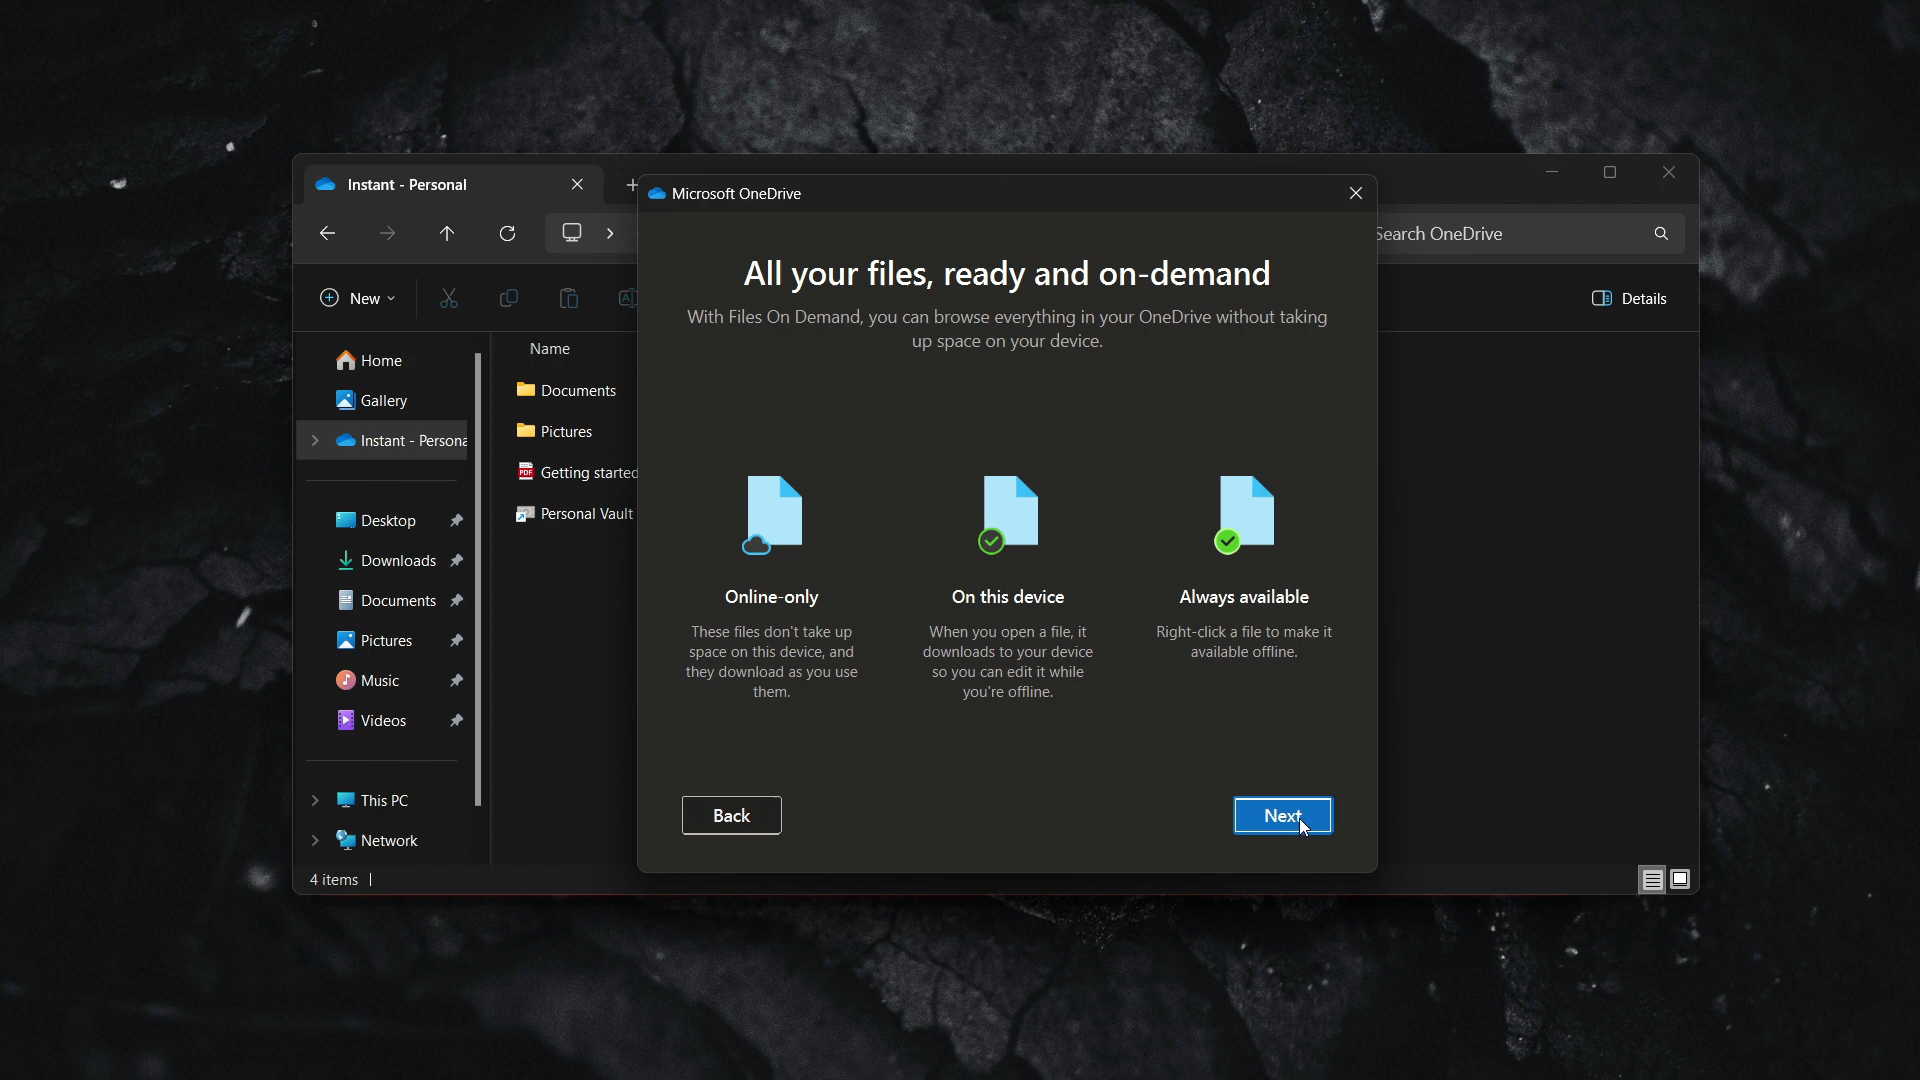 Instant - Personal
Microsoft OneDrive
Search OneDrive
New
Details
Home
Gallery
Instant - Persona
Desktop
Downloads
Documents
Pictures
Music
Videos
This PC
Network
4 items
Name
Documents
Pictures
Getting started
PDF
Personal Vault
All your files, ready and on-demand
With Files On Demand, you can browse everything in your OneDrive without taking
up space on your device.
Online-only
These files don't take up
space on this device, and
they download as you use
them.
On this device
When you open a file, it
downloads to your device
so you can edit it while
you're offline.
Always available
Right-click a file to make it
available offline.
Back
Next